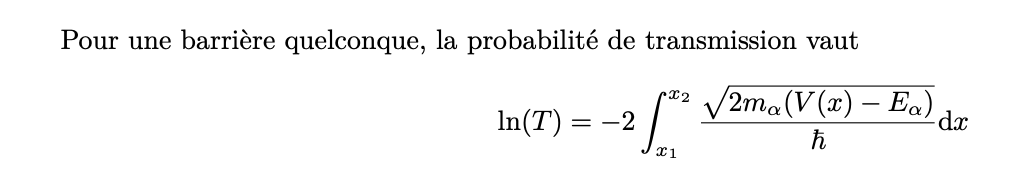 Pour une barrière quelconque, la probabilité de transmission vaut
ln(T) = −2 ∫_{x₁}^{x₂} √(2m_α(V(x) − E_α)) / ℏ dx